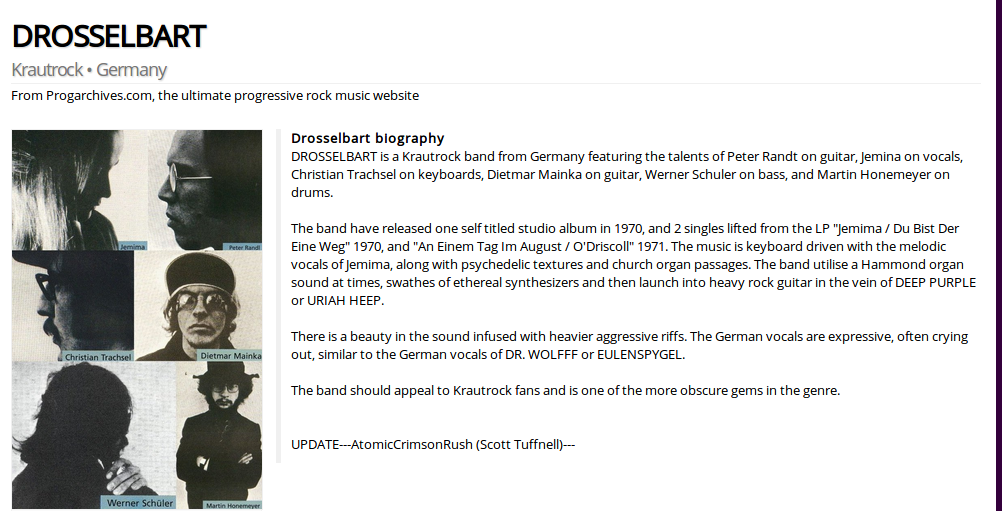 DROSSELBART
Krautrock • Germany
From Progarchives.com, the ultimate progressive rock music website
Drosselbart biography
DROSSELBART is a Krautrock band from Germany featuring the talents of Peter Randt on guitar, Jemina on vocals,
Christian Trachsel on keyboards, Dietmar Mainka on guitar, Werner Schuler on bass, and Martin Honemeyer on
drums.
The band have released one self titled studio album in 1970, and 2 singles lifted from the LP "Jemima / Du Bist Der
Eine Weg" 1970, and "An Einem Tag Im August / O'Driscoll" 1971. The music is keyboard driven with the melodic
vocals of Jemima, along with psychedelic textures and church organ passages. The band utilise a Hammond organ
sound at times, swathes of ethereal synthesizers and then launch into heavy rock guitar in the vein of DEEP PURPLE
or URIAH HEEP.
There is a beauty in the sound infused with heavier aggressive riffs. The German vocals are expressive, often crying
out, similar to the German vocals of DR. WOLFFF or EULENSPYGEL.
The band should appeal to Krautrock fans and is one of the more obscure gems in the genre.
UPDATE---AtomicCrimsonRush (Scott Tuffnell)---
Jemima
Peter Randt
Christian Trachsel
Dietmar Mainka
Werner Schüler
Martin Honemeyer